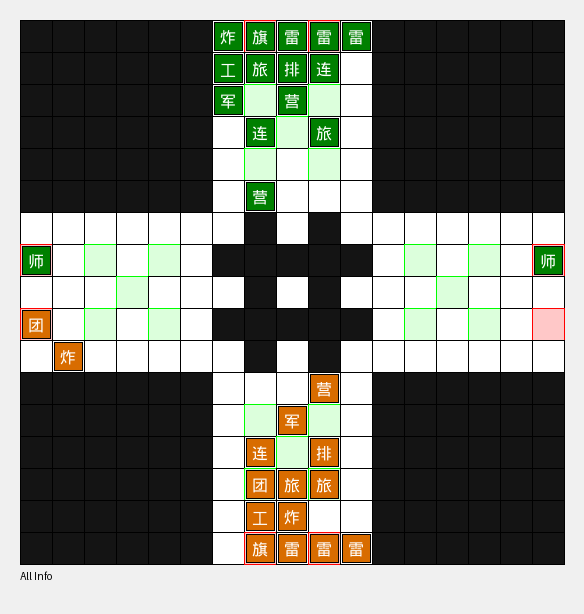 炸 旗 雷 雷 雷
工 旅 排 连
军 营
连 旅
营
师 师
团
炸
营
军
连 排
团 旅 旅
工 炸
旗 雷 雷 雷
All Info